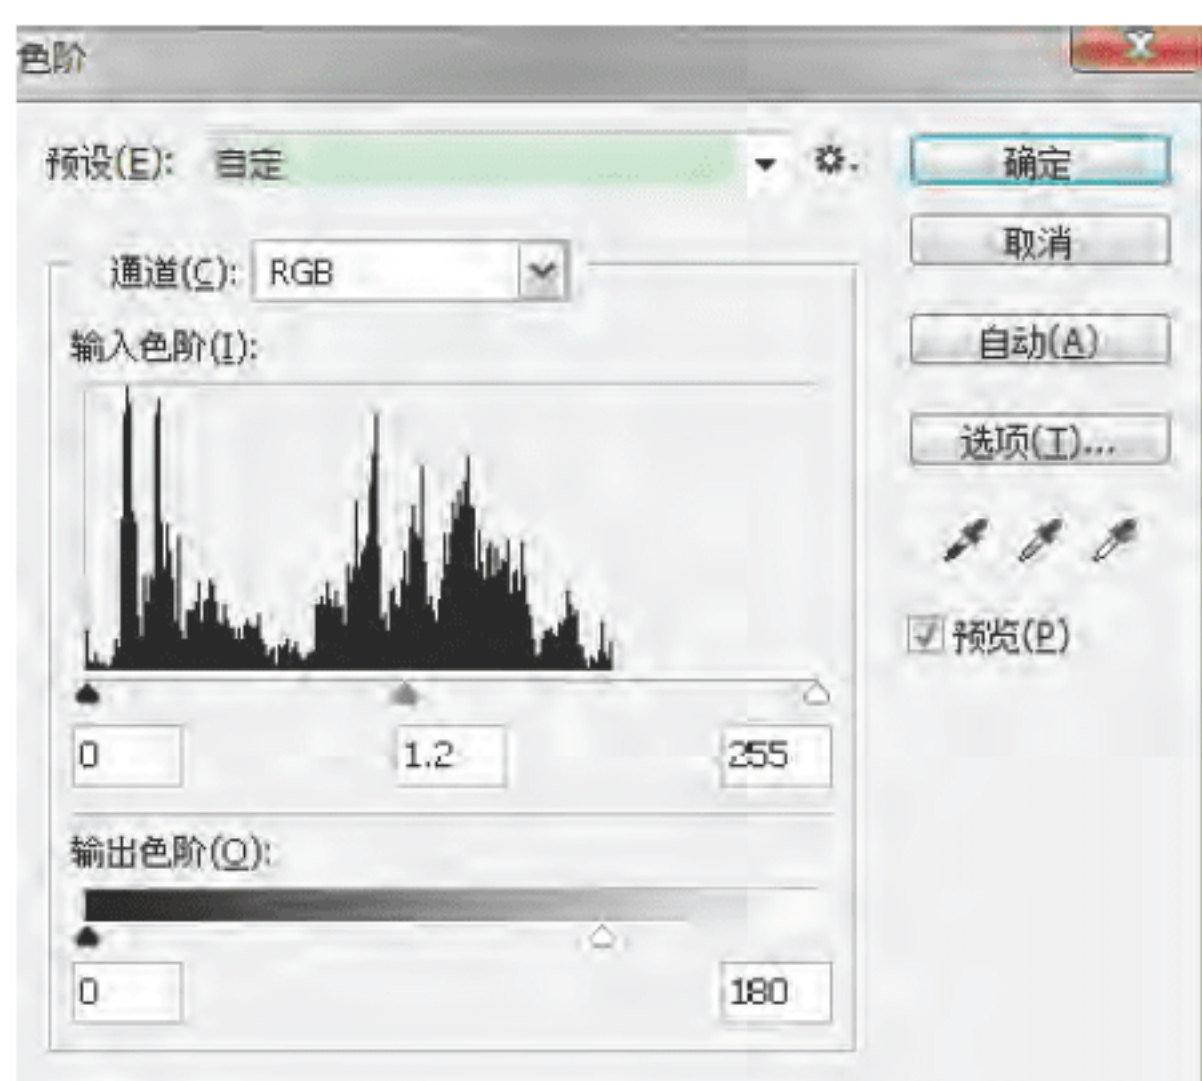 色阶
预设(E): 自定
确定
取消
通道(C): RGB
自动(A)
输入色阶(I):
选项(T)...
预览(P)
0 1.2 255
输出色阶(O):
0 180